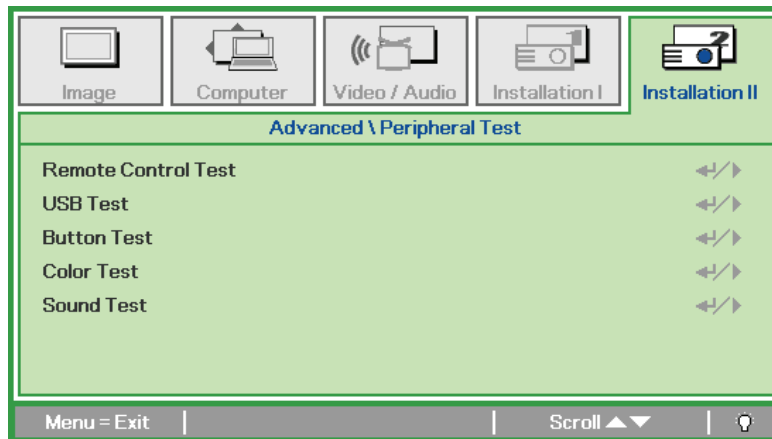 Image
Computer
Video / Audio
Installation I
2
Installation II
Advanced \ Peripheral Test
Remote Control Test
USB Test
Button Test
Color Test
Sound Test
Menu = Exit
Scroll